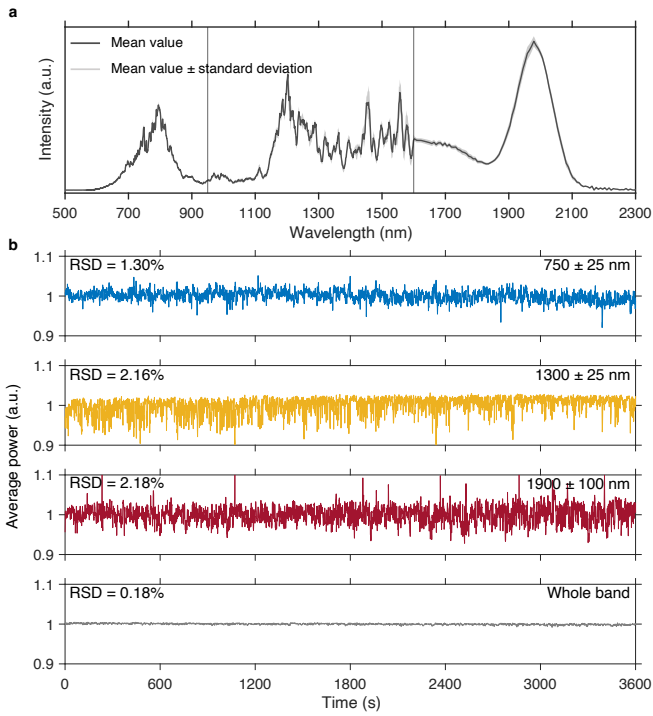 a
Intensity (a.u.)
Mean value
Mean value ± standard deviation
500 700 900 1100 1300 1500 1700 1900 2100 2300
Wavelength (nm)
b
Average power (a.u.)
1.1
1
0.9
RSD = 1.30% 750 ± 25 nm
1.1
1
0.9
RSD = 2.16% 1300 ± 25 nm
1.1
1
0.9
RSD = 2.18% 1900 ± 100 nm
1.1
1
0.9
RSD = 0.18% Whole band
0 600 1200 1800 2400 3000 3600
Time (s)